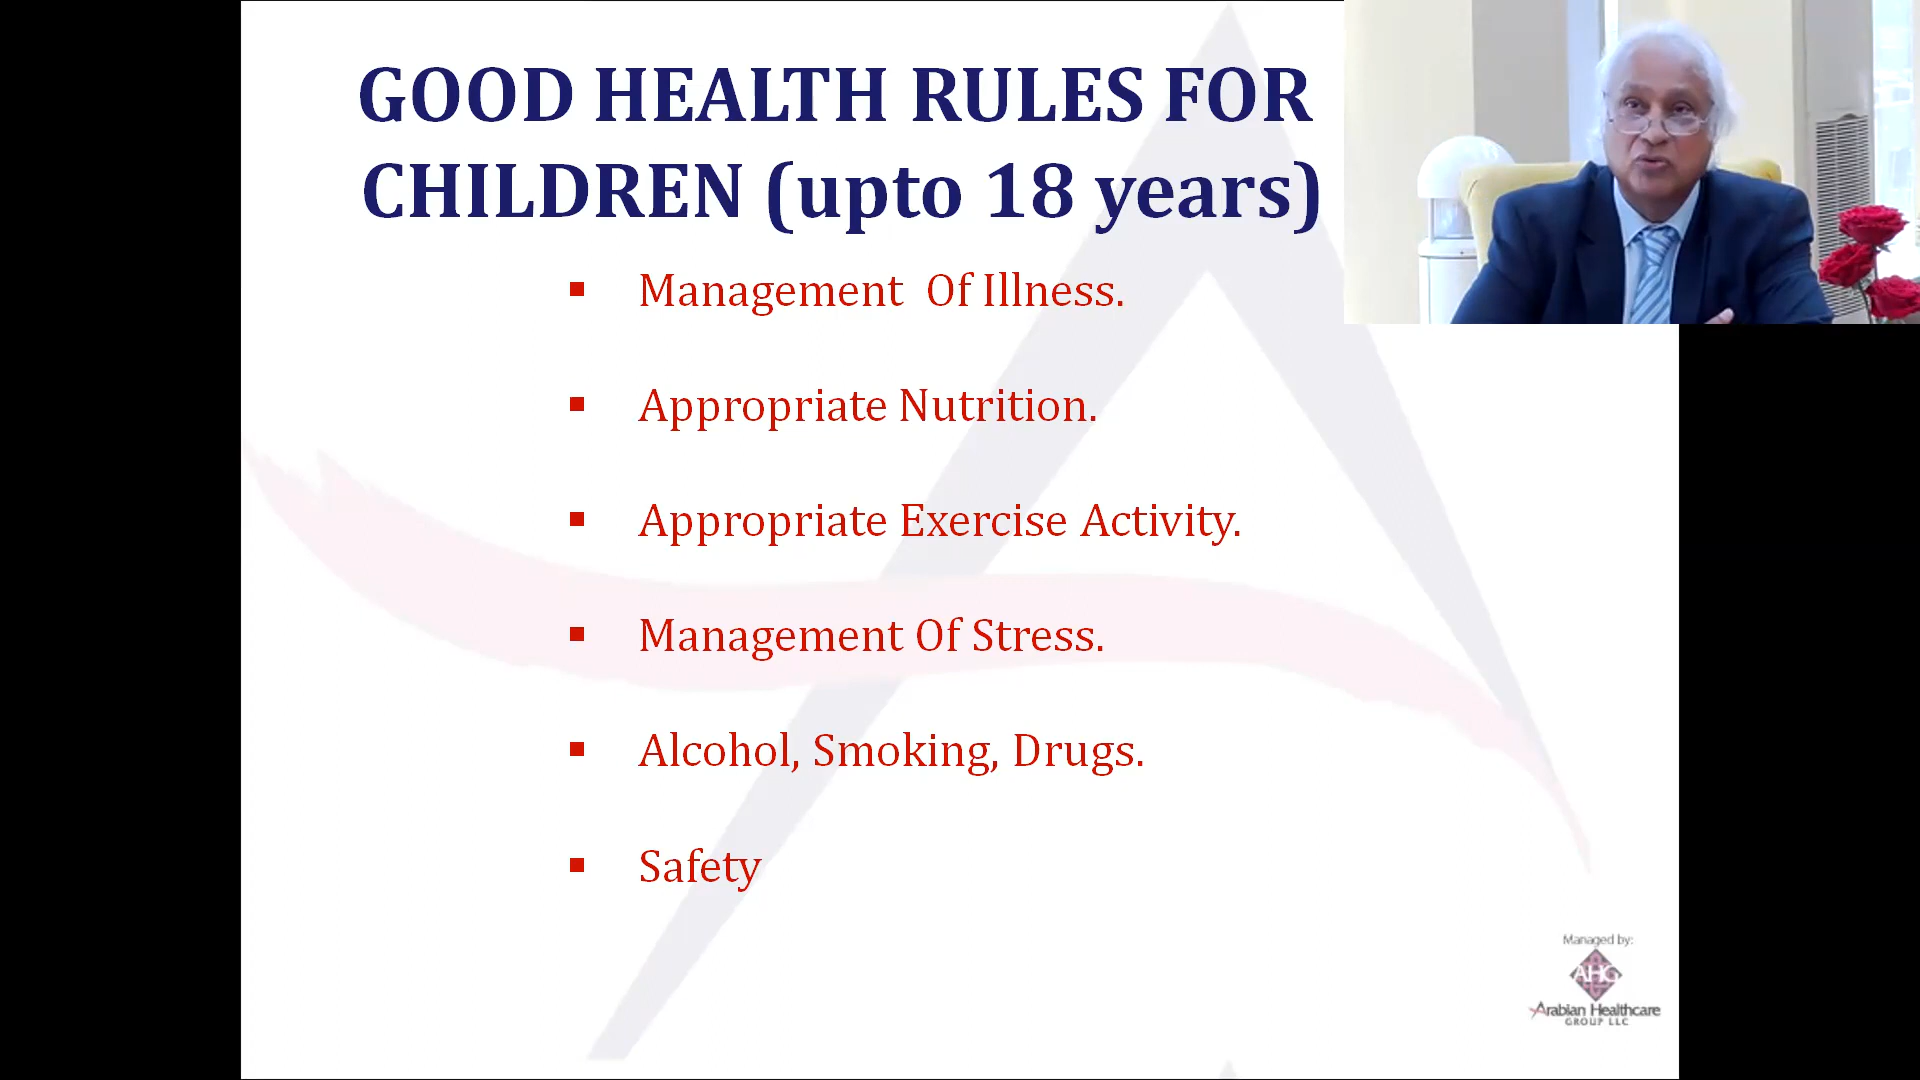 GOOD HEALTH RULES FOR
CHILDREN (upto 18 years)
▪ Management Of Illness.
▪ Appropriate Nutrition.
▪ Appropriate Exercise Activity.
▪ Management Of Stress.
▪ Alcohol, Smoking, Drugs.
▪ Safety
Managed by:
AHG
Arabian Healthcare
GROUP LLC